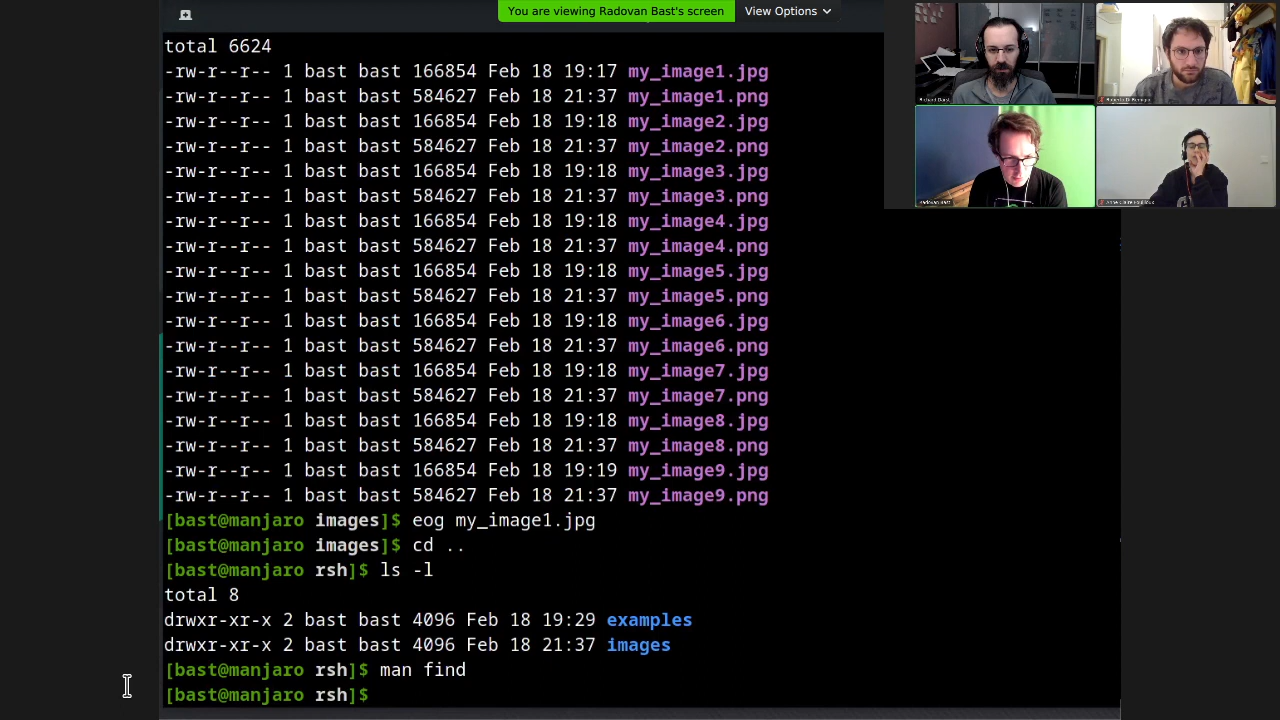 You are viewing Radovan Bast's screen View Options
total 6624
-rw-r--r-- 1 bast bast 166854 Feb 18 19:17 my_image1.jpg
-rw-r--r-- 1 bast bast 584627 Feb 18 21:37 my_image1.png
-rw-r--r-- 1 bast bast 166854 Feb 18 19:18 my_image2.jpg
-rw-r--r-- 1 bast bast 584627 Feb 18 21:37 my_image2.png
-rw-r--r-- 1 bast bast 166854 Feb 18 19:18 my_image3.jpg
-rw-r--r-- 1 bast bast 584627 Feb 18 21:37 my_image3.png
-rw-r--r-- 1 bast bast 166854 Feb 18 19:18 my_image4.jpg
-rw-r--r-- 1 bast bast 584627 Feb 18 21:37 my_image4.png
-rw-r--r-- 1 bast bast 166854 Feb 18 19:18 my_image5.jpg
-rw-r--r-- 1 bast bast 584627 Feb 18 21:37 my_image5.png
-rw-r--r-- 1 bast bast 166854 Feb 18 19:18 my_image6.jpg
-rw-r--r-- 1 bast bast 584627 Feb 18 21:37 my_image6.png
-rw-r--r-- 1 bast bast 166854 Feb 18 19:18 my_image7.jpg
-rw-r--r-- 1 bast bast 584627 Feb 18 21:37 my_image7.png
-rw-r--r-- 1 bast bast 166854 Feb 18 19:18 my_image8.jpg
-rw-r--r-- 1 bast bast 584627 Feb 18 21:37 my_image8.png
-rw-r--r-- 1 bast bast 166854 Feb 18 19:19 my_image9.jpg
-rw-r--r-- 1 bast bast 584627 Feb 18 21:37 my_image9.png
[bast@manjaro images]$ eog my_image1.jpg
[bast@manjaro images]$ cd ..
[bast@manjaro rsh]$ ls -l
total 8
drwxr-xr-x 2 bast bast 4096 Feb 18 19:29 examples
drwxr-xr-x 2 bast bast 4096 Feb 18 21:37 images
[bast@manjaro rsh]$ man find
[bast@manjaro rsh]$
Richard Darst
Radovan Bast